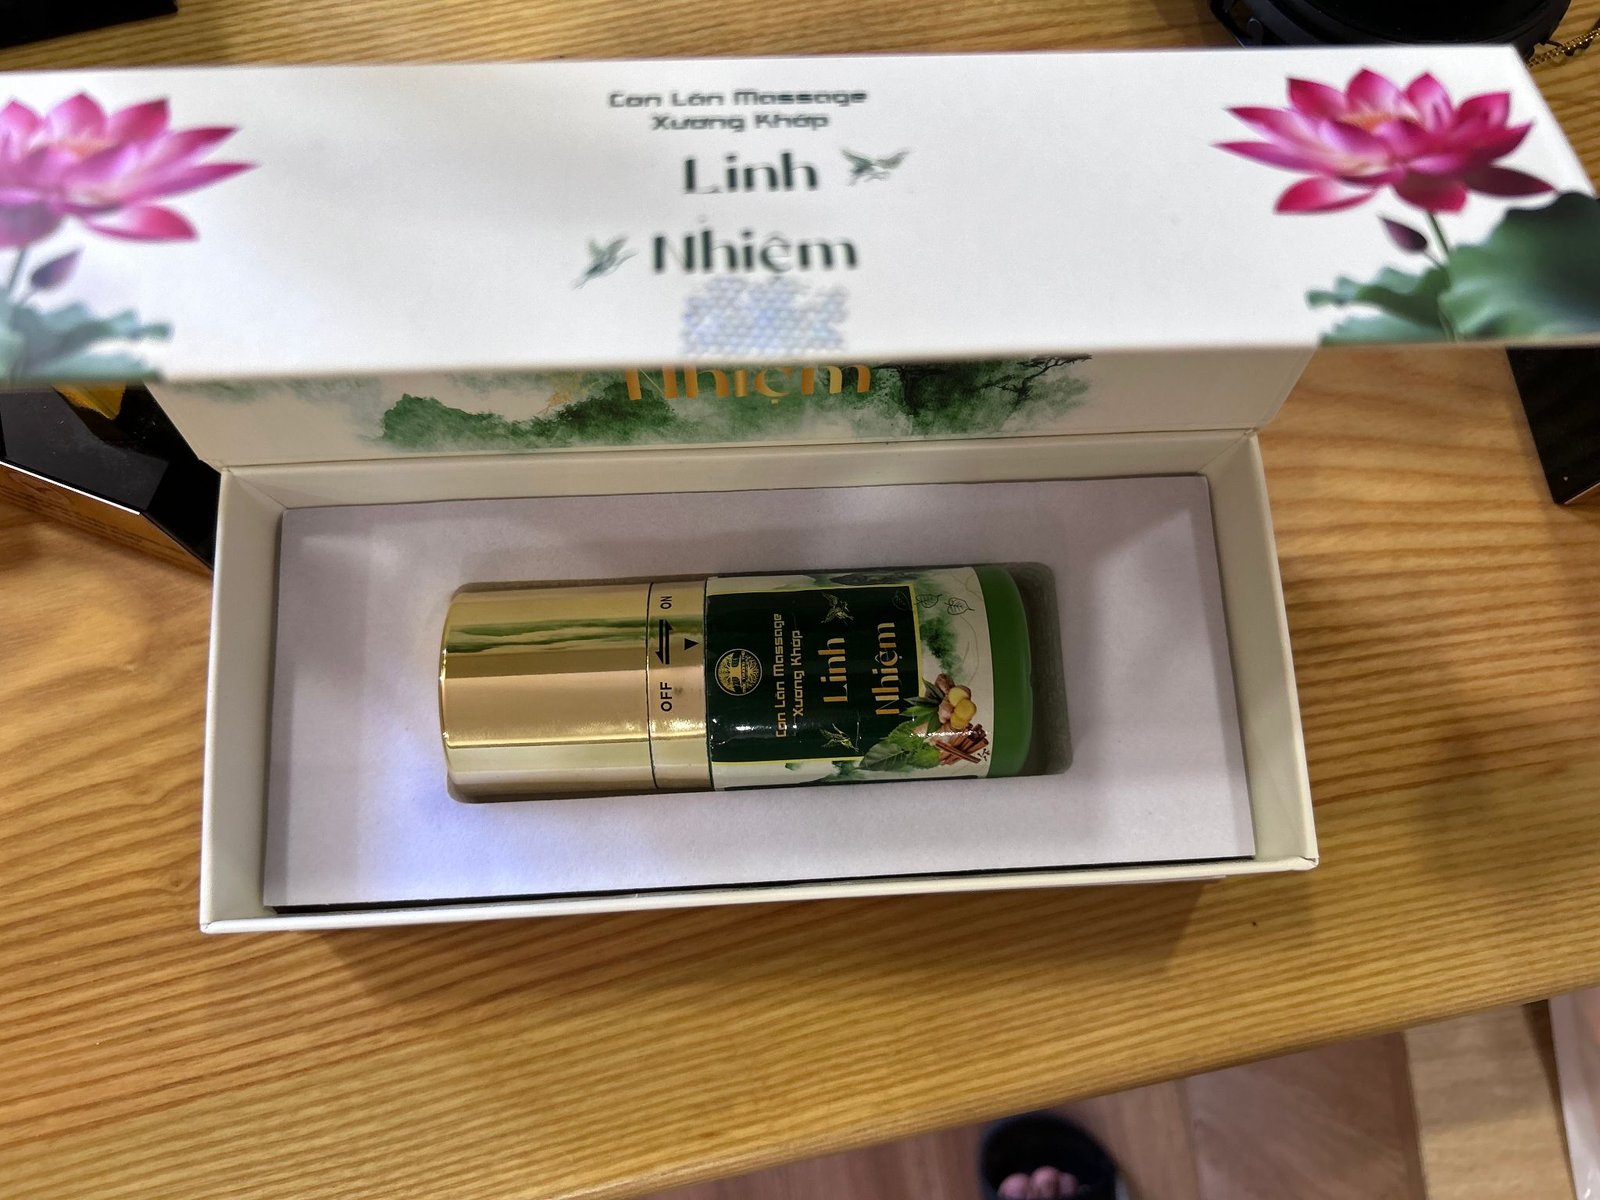 Con Lăn Massage
Xương Khớp
Linh
Nhiệm
Nhiệm
OFF
ON
Con Lăn Massage
Xương Khớp
Linh
Nhiệm